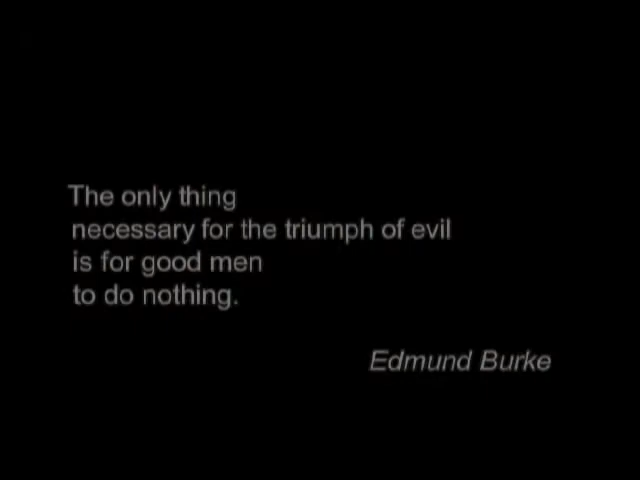 The only thing
necessary for the triumph of evil
is for good men
to do nothing.
Edmund Burke